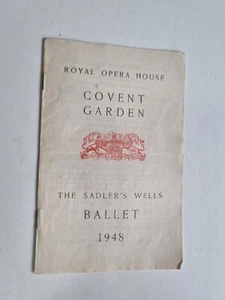 ROYAL OPERA HOUSE
COVENT
GARDEN
THE SADLER'S WELLS
BALLET
1948